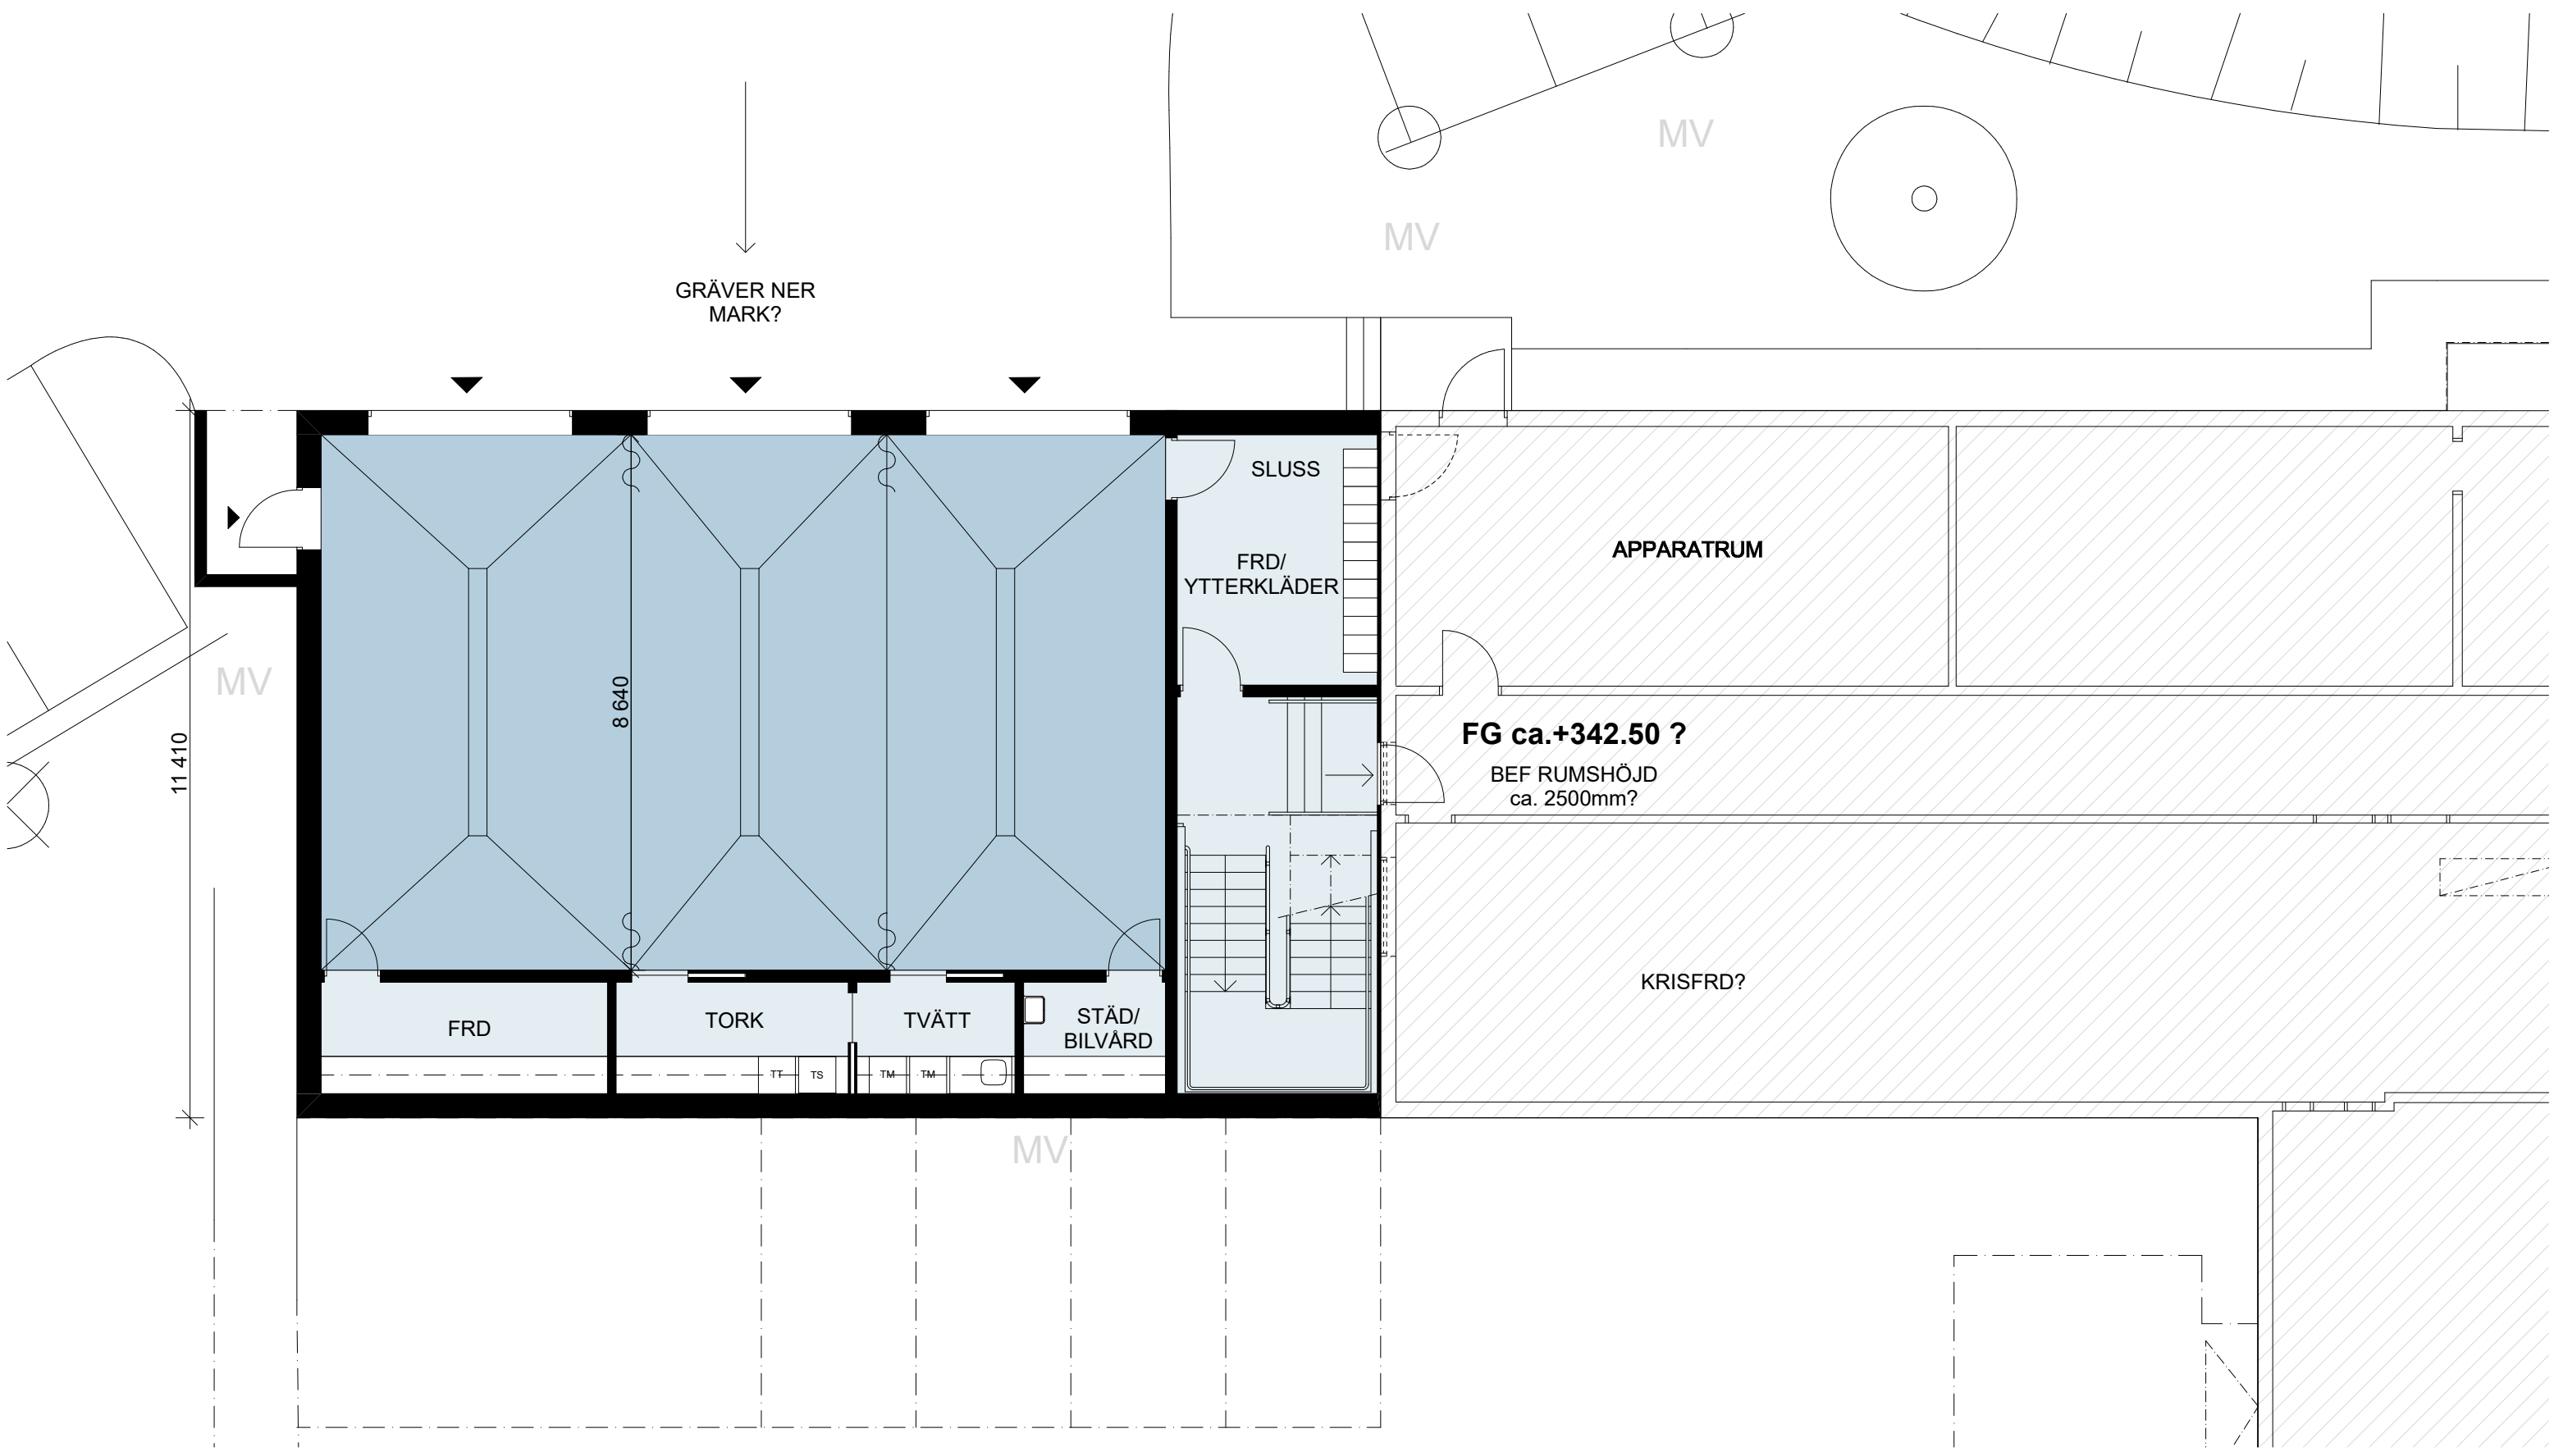 MV
MV
GRÄVER NER
MARK?
SLUSS
APPARATRUM
FRD/
YTTERKLÄDER
MV
8 640
11 410
FG ca.+342.50 ?
BEF RUMSHÖJD
ca. 2500mm?
KRISFRD?
FRD
TORK
TVÄTT
STÄD/
BILVÅRD
TT
TS
TM
TM
MV